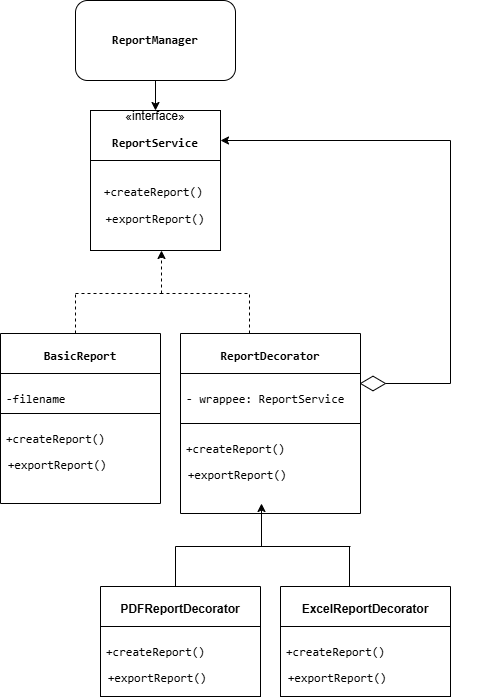 ReportManager
«interface»
ReportService
+createReport()
+exportReport()
BasicReport
-filename
+createReport()
+exportReport()
ReportDecorator
- wrappee: ReportService
+createReport()
+exportReport()
PDFReportDecorator
+createReport()
+exportReport()
ExcelReportDecorator
+createReport()
+exportReport()